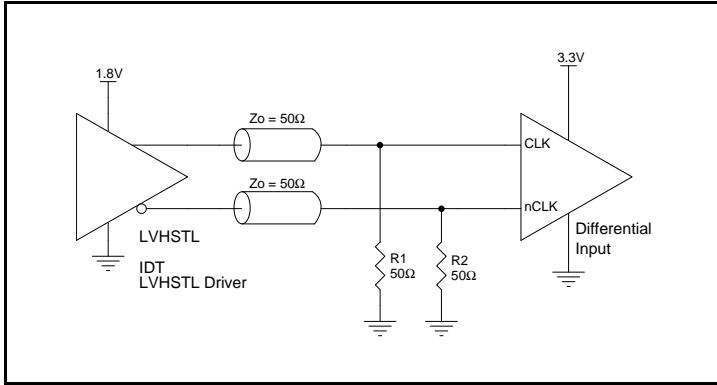 1.8V
3.3V
Zo = 50Ω
CLK
Zo = 50Ω
nCLK
LVHSTL
IDT
LVHSTL Driver
R1
50Ω
R2
50Ω
Differential
Input